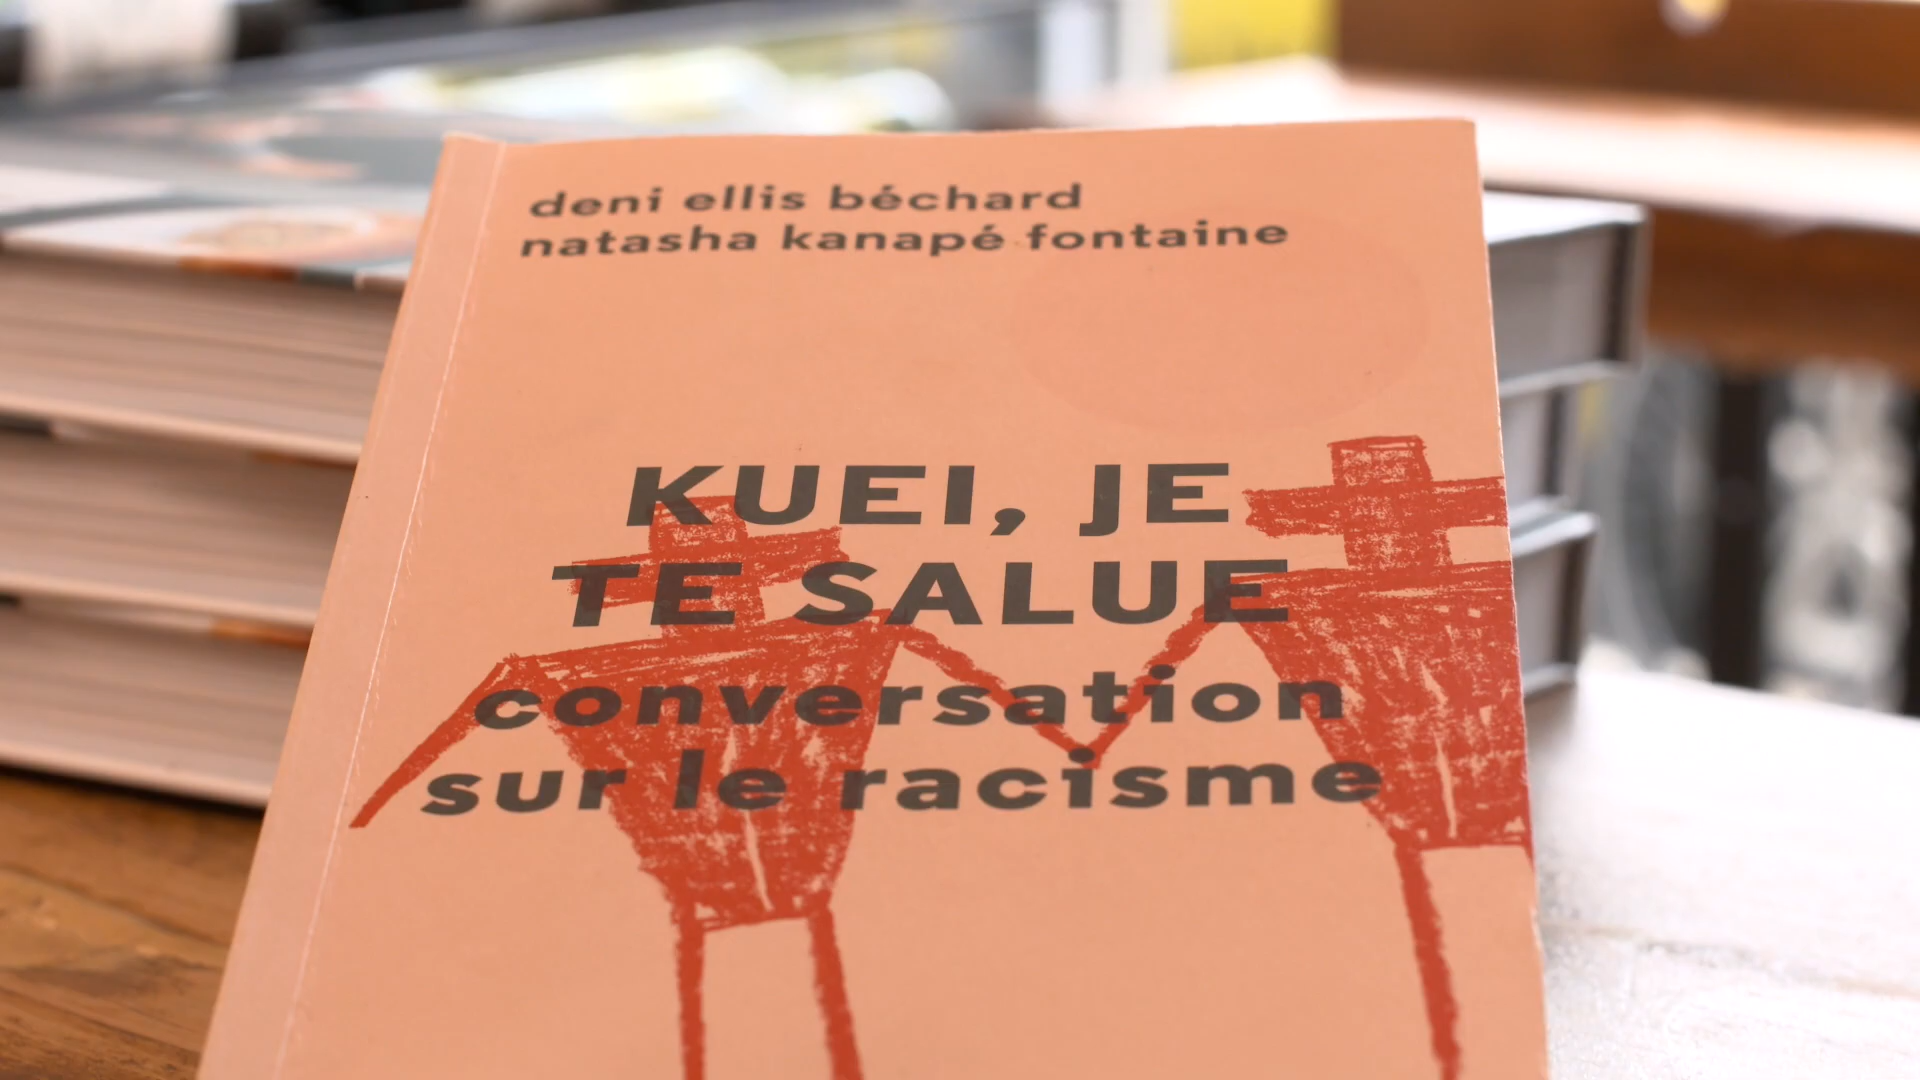 deni ellis béchard
natasha kanapé fontaine
KUEI, JE
TE SALUE
conversation
sur le racisme